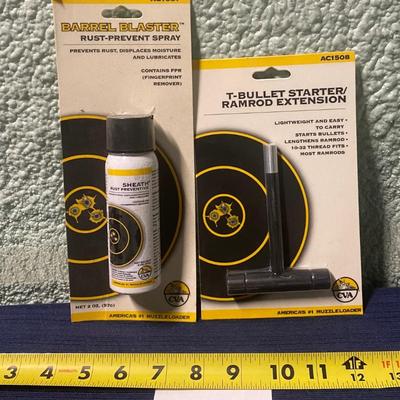 BARREL BLASTER™
RUST-PREVENT SPRAY
PREVENTS RUST, DISPLACES MOISTURE
AND LUBRICATES
CONTAINS FPR
(FINGERPRINT
REMOVER)
SHEATH
RUST PREVENTIVE
CVA
NET 2 OZ. (57G)
AMERICA'S #1 MUZZLELOADER
AC1508
T-BULLET STARTER/
RAMROD EXTENSION
LIGHTWEIGHT AND EASY •
TO CARRY
STARTS BULLETS •
LENGTHENS RAMROD •
10-32 THREAD FITS •
MOST RAMRODS
CVA
AMERICA'S #1 MUZZLELOADER
3 4 5 6 7 8 9 10 11 1F 1F
12 13